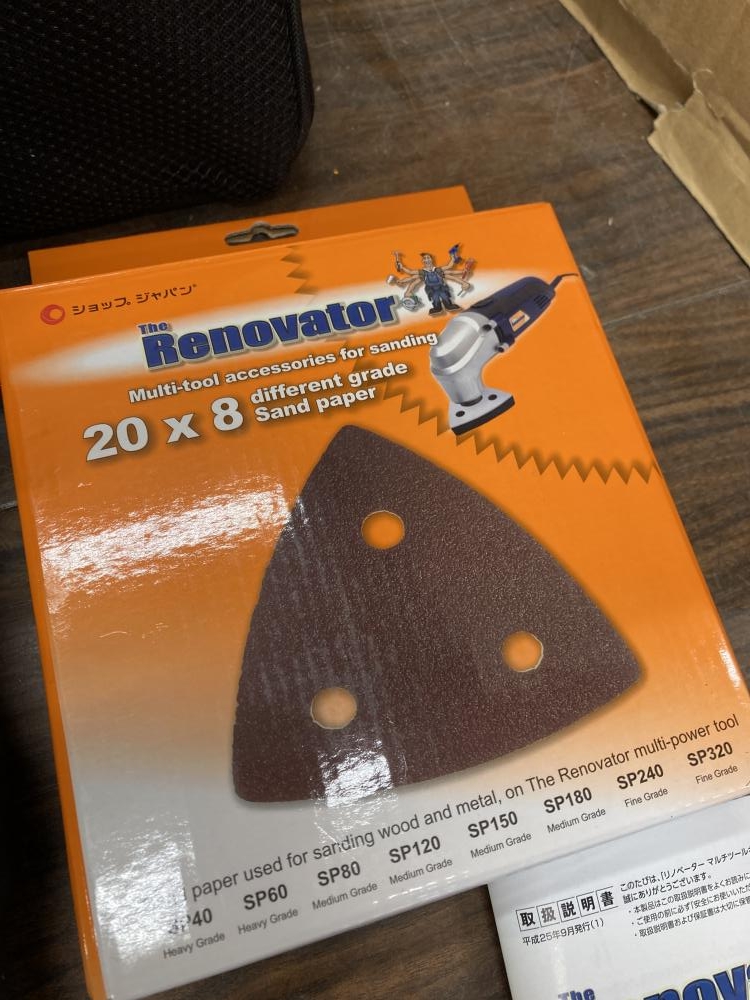 ショップ ジャパン
The
Renovator
Multi-tool accessories for sanding
20 x 8 different grade
Sand paper
paper used for sanding wood and metal, on The Renovator multi-power tool
SP40 SP60 SP80 SP120 SP150 SP180 SP240 SP320
Heavy Grade Heavy Grade Medium Grade Medium Grade Medium Grade Medium Grade Fine Grade Fine Grade
取扱説明書
平成25年9月発行(1)
このたびは、「リノベーター マルチツール
誠にありがとうございます。
・本製品はこの取扱説明書をよくお読みに
・ご使用の前に必ず「安全にお使いいただ
・取扱説明書および保証書は大切に保管
The